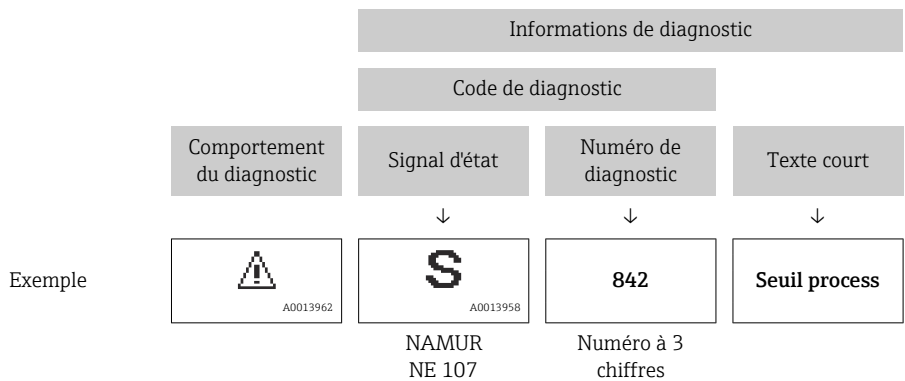 Informations de diagnostic
Code de diagnostic
Comportement
du diagnostic
Signal d'état
Numéro de
diagnostic
Texte court
↓ ↓ ↓
Exemple
A0013962
S
A0013958
842
Seuil process
NAMUR
NE 107
Numéro à 3
chiffres